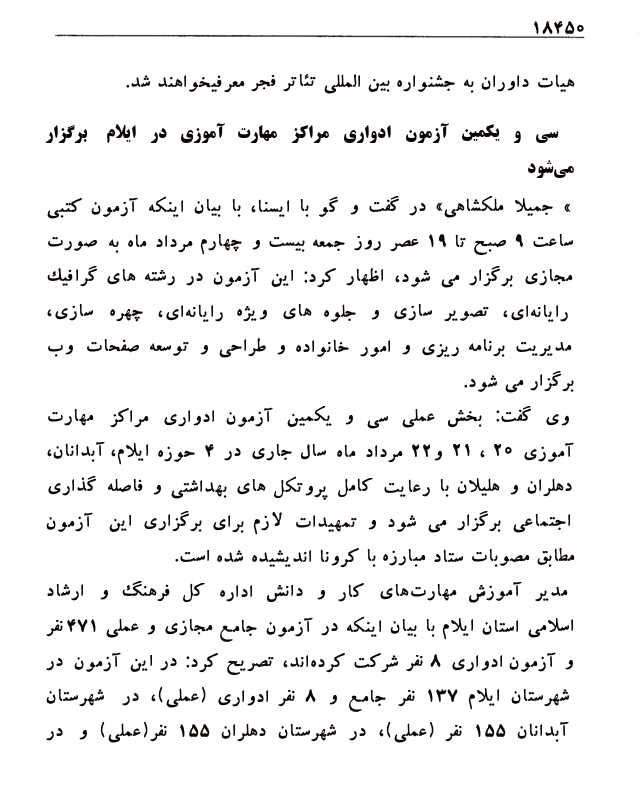 ۱۸۴۵۰
هیات داوران به جشنواره بین المللی تئاتر فجر معرفیخواهند شد.
سی و یکمین آزمون ادواری مراکز مهارت آموزی در ایلام برگزار
می‌شود
» جمیلا ملکشاهی» در گفت و گو با ایسنا، با بیان اینکه آزمون کتبی
ساعت ۹ صبح تا ۱۹ عصر روز جمعه بیست و چهارم مرداد ماه به صورت
مجازی برگزار می شود، اظهار کرد: این آزمون در رشته های گرافیك
رایانه‌ای، تصویر سازی و جلوه های ویژه رایانه‌ای، چهره سازی،
مدیریت برنامه ریزی و امور خانواده و طراحی و توسعه صفحات وب
برگزار می شود.
وی گفت: بخش عملی سی و یکمین آزمون ادواری مراکز مهارت
آموزی ۲۰ ، ۲۱ و۲۲ مرداد ماه سال جاری در ۴ حوزه ایلام، آبدانان،
دهلران و هلیلان با رعایت کامل پروتکل های بهداشتی و فاصله گذاری
اجتماعی برگزار می شود و تمهیدات لازم برای برگزاری این آزمون
مطابق مصوبات ستاد مبارزه با کرونا اندیشیده شده است.
مدیر آموزش مهارت‌های کار و دانش اداره کل فرهنگ و ارشاد
اسلامی استان ایلام با بیان اینکه در آزمون جامع مجازی و عملی ۴۷۱ نفر
و آزمون ادواری ۸ نفر شرکت کرده‌اند، تصریح کرد: در این آزمون در
شهرستان ایلام ۱۳۷ نفر جامع و ۸ نفر ادواری (عملی)، در شهرستان
آبدانان ۱۵۵ نفر (عملی)، در شهرستان دهلران ۱۵۵ نفر(عملی) و در